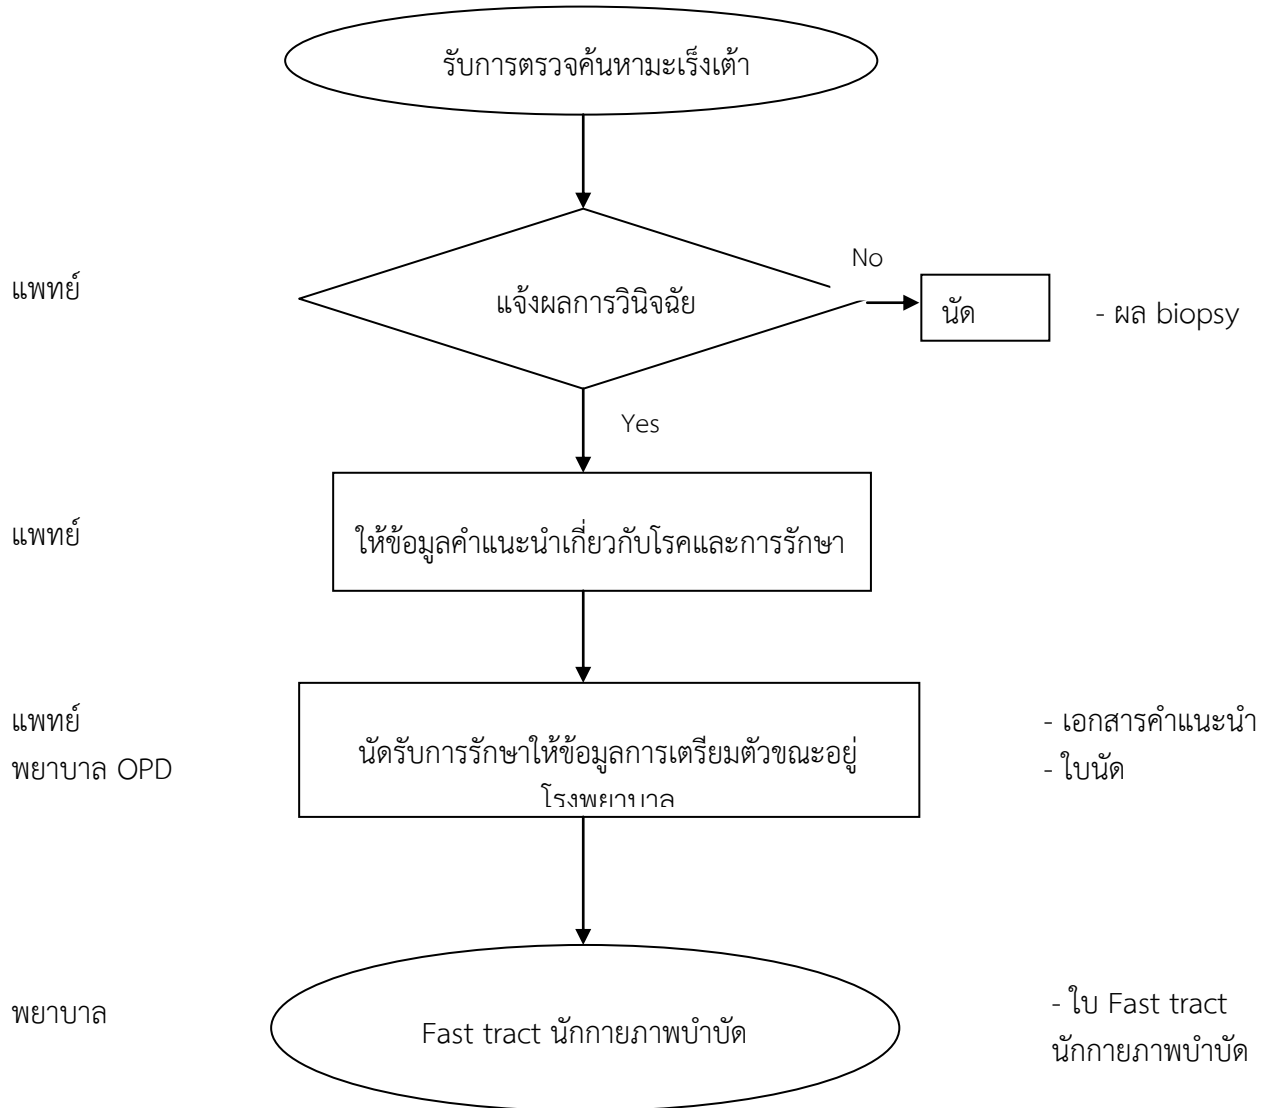 รับการตรวจค้นหามะเร็งเต้า
No
แพทย์
แจ้งผลการวินิจฉัย
นัด
- ผล biopsy
Yes
แพทย์
ให้ข้อมูลคำแนะนำเกี่ยวกับโรคและการรักษา
แพทย์
พยาบาล OPD
นัดรับการรักษาให้ข้อมูลการเตรียมตัวขณะอยู่
โรงพยาบาล
- เอกสารคำแนะนำ
- ใบนัด
พยาบาล
Fast tract นักกายภาพบำบัด
- ใบ Fast tract
นักกายภาพบำบัด